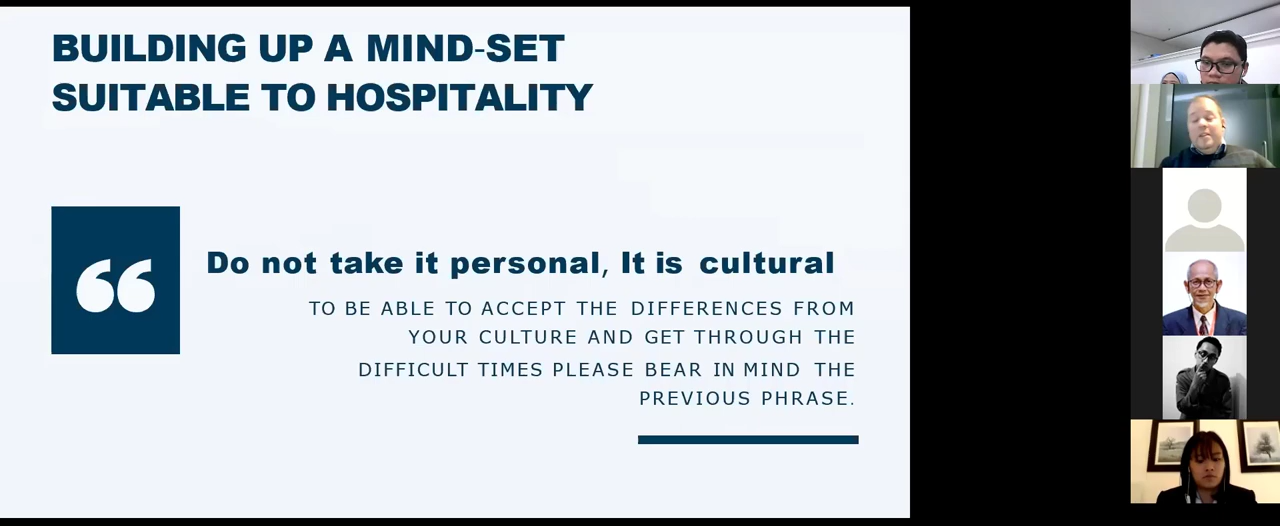 BUILDING UP A MIND-SET
SUITABLE TO HOSPITALITY
“
Do not take it personal, It is cultural
TO BE ABLE TO ACCEPT THE DIFFERENCES FROM
YOUR CULTURE AND GET THROUGH THE
DIFFICULT TIMES PLEASE BEAR IN MIND THE
PREVIOUS PHRASE.